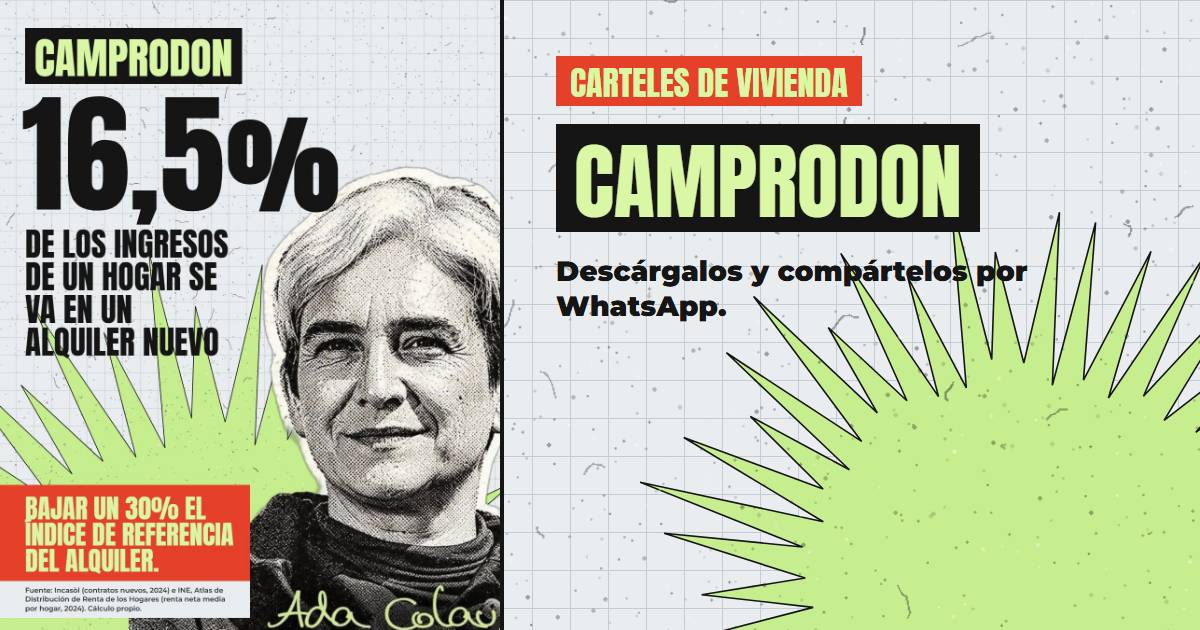 CAMPRODON
16,5%
DE LOS INGRESOS
DE UN HOGAR SE
VA EN UN
ALQUILER NUEVO
BAJAR UN 30% EL
ÍNDICE DE REFERENCIA
DEL ALQUILER.
Fuente: Incasòl (contratos nuevos, 2024) e INE, Atlas de
Distribución de Renta de los Hogares (renta neta media
por hogar, 2024). Cálculo propio.
Ada Colau
CARTELES DE VIVIENDA
CAMPRODON
Descárgalos y compártelos por
WhatsApp.